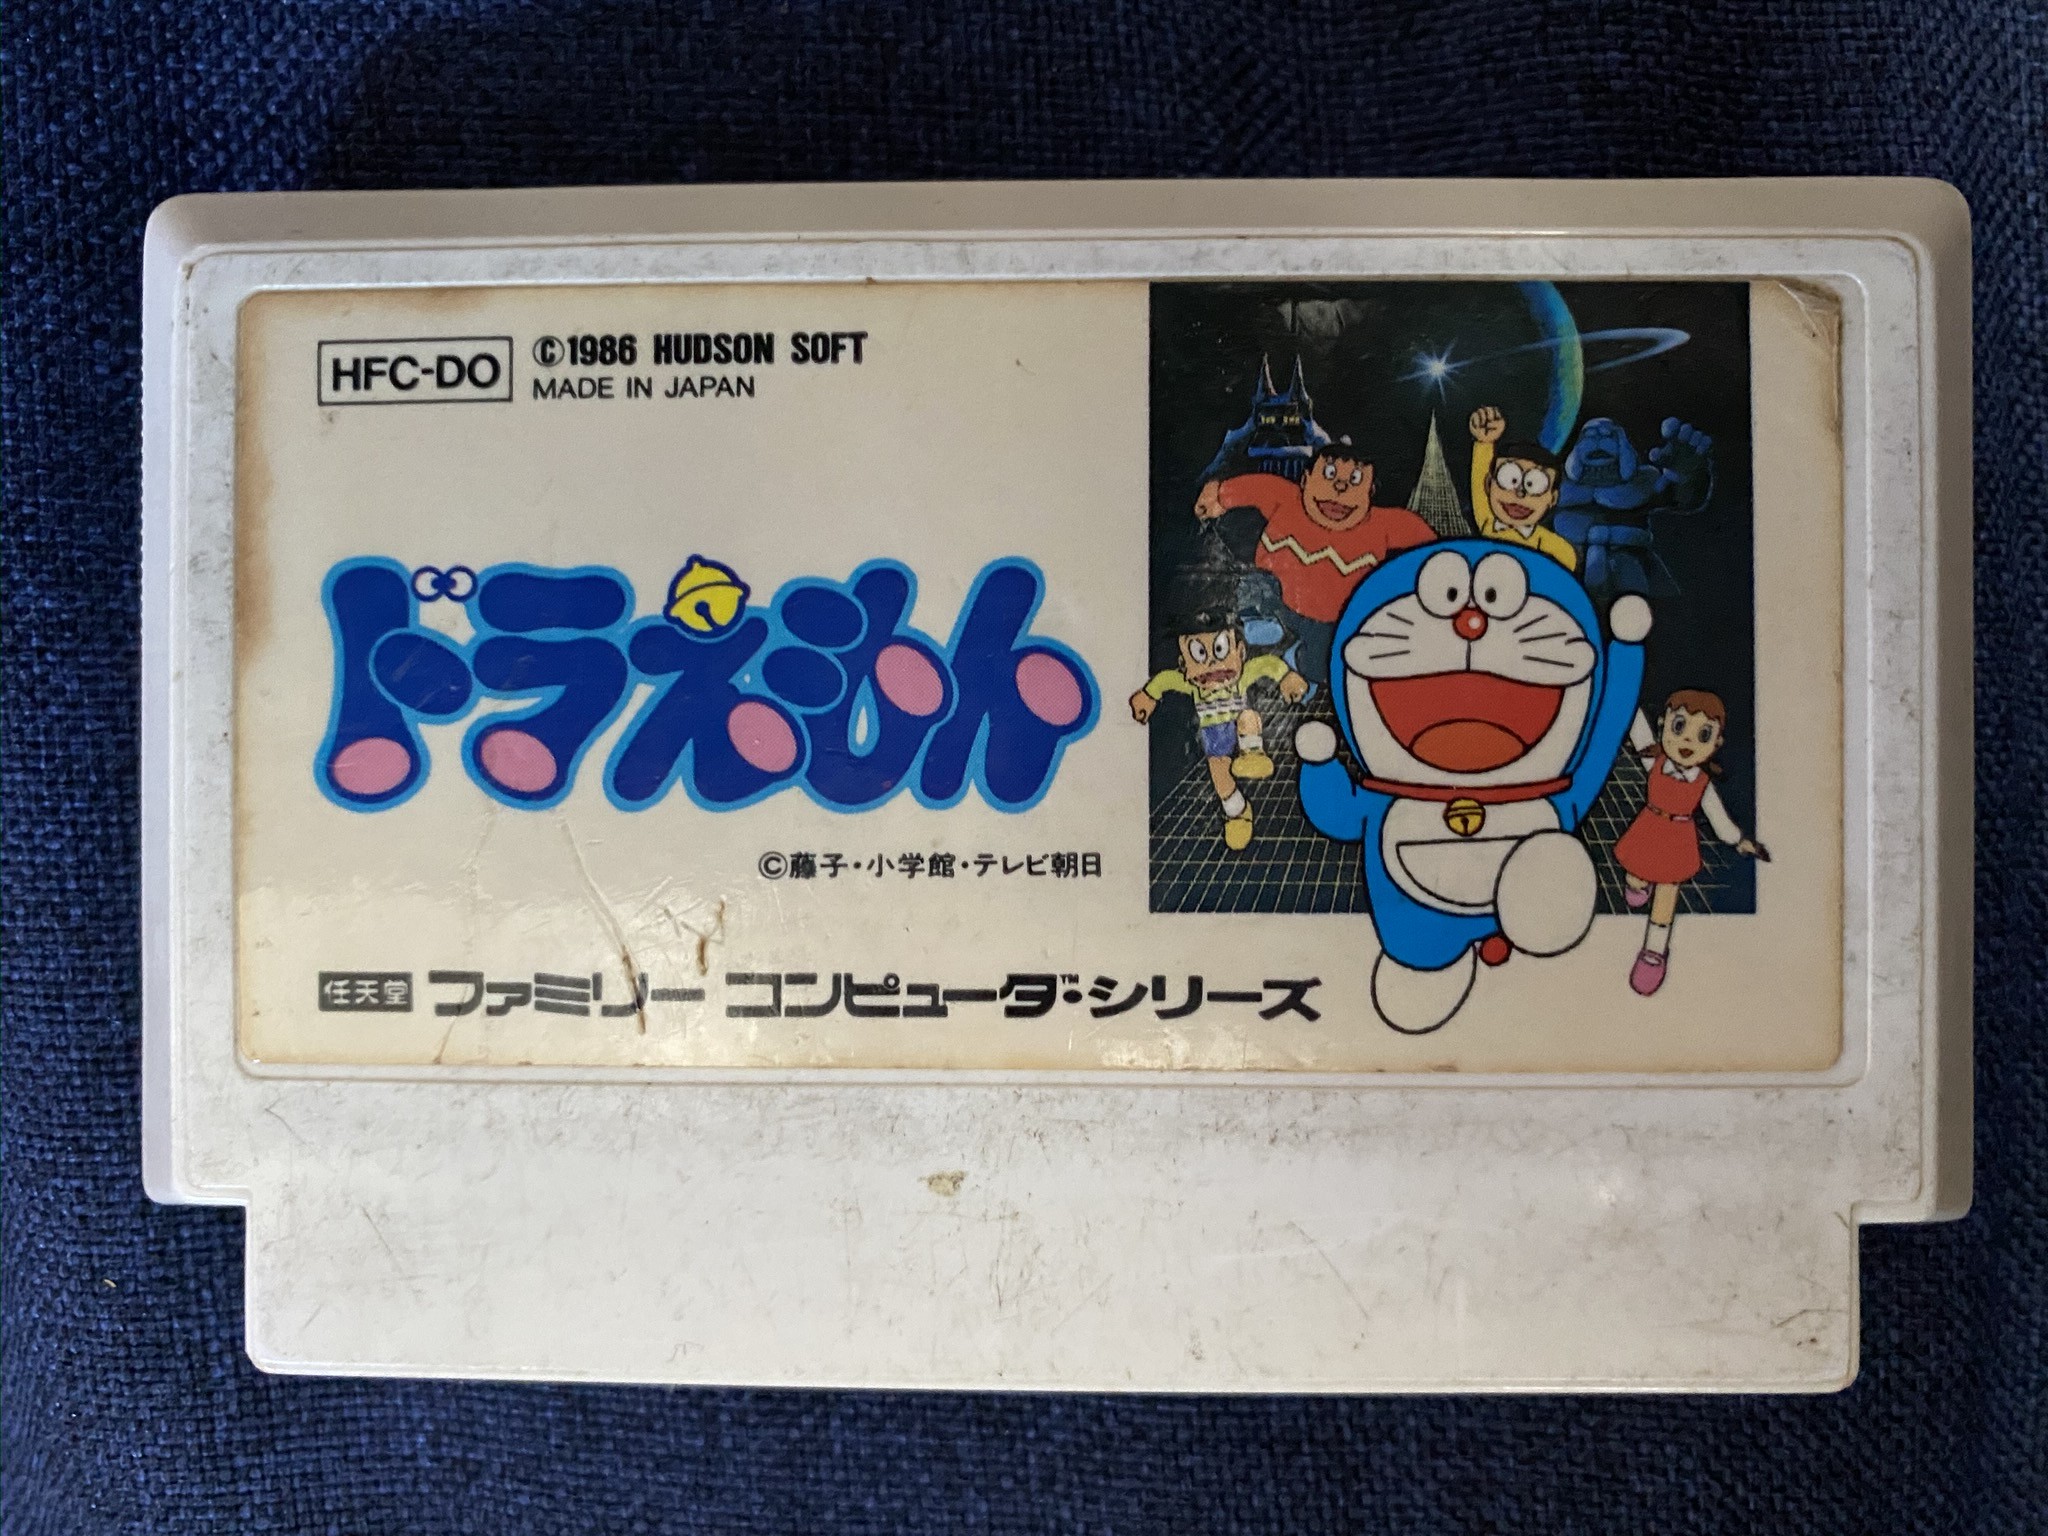 HFC-DO
©1986 HUDSON SOFT
MADE IN JAPAN
ドラえもん
©藤子・小学館・テレビ朝日
任天堂 ファミリー コンピュータ™・シリーズ